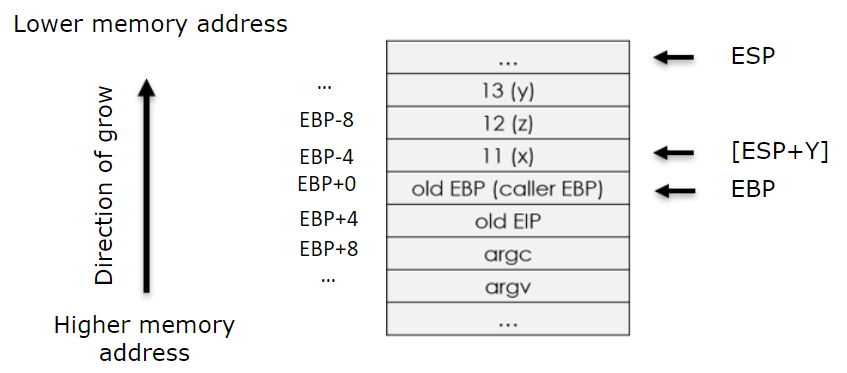 Lower memory address
... ESP
... 13 (y)
EBP-8 12 (z)
EBP-4 11 (x) [ESP+Y]
EBP+0 old EBP (caller EBP) EBP
EBP+4 old EIP
EBP+8 argc
... argv
...
Direction of grow
Higher memory
address